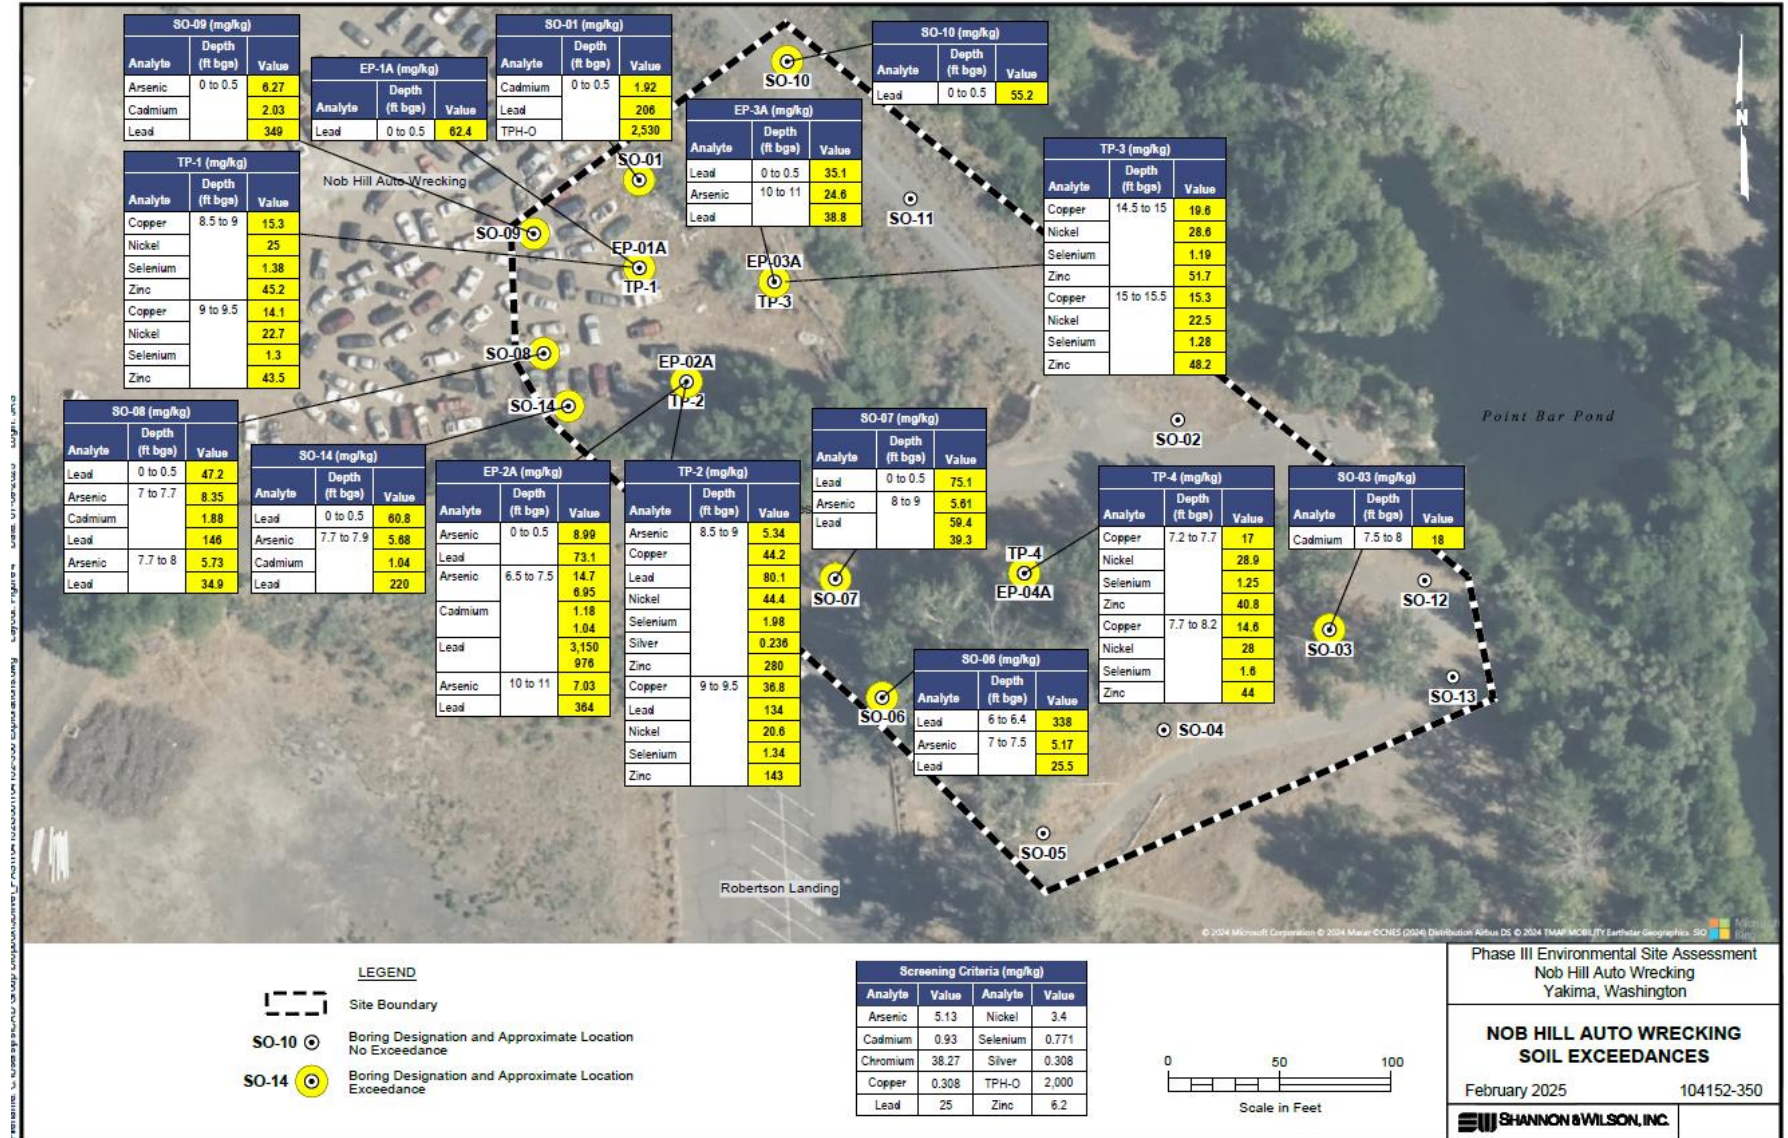 SO-09 (mg/kg)
Analyte Depth (ft bgs) Value
Arsenic 0 to 0.5 6.27
Cadmium 2.03
Lead 349
EP-1A (mg/kg)
Analyte Depth (ft bgs) Value
Lead 0 to 0.5 62.4
SO-01 (mg/kg)
Analyte Depth (ft bgs) Value
Cadmium 0 to 0.5 1.92
Lead 206
TPH-O 2,530
SO-10 (mg/kg)
Analyte Depth (ft bgs) Value
Lead 0 to 0.5 55.2
EP-3A (mg/kg)
Analyte Depth (ft bgs) Value
Lead 0 to 0.5 35.1
Arsenic 10 to 11 24.6
Lead 38.8
TP-1 (mg/kg)
Analyte Depth (ft bgs) Value
Copper 8.5 to 9 15.3
Nickel 25
Selenium 1.38
Zinc 45.2
Copper 9 to 9.5 14.1
Nickel 22.7
Selenium 1.3
Zinc 43.5
TP-3 (mg/kg)
Analyte Depth (ft bgs) Value
Copper 14.5 to 15 19.6
Nickel 28.6
Selenium 1.19
Zinc 51.7
Copper 15 to 15.5 15.3
Nickel 22.5
Selenium 1.28
Zinc 48.2
N
SO-10
SO-01
Nob Hill Auto Wrecking
SO-11
SO-09
EP-01A
TP-1
EP-03A
TP-3
SO-08
EP-02A
TP-2
SO-14
SO-02
Point Bar Pond
SO-08 (mg/kg)
Analyte Depth (ft bgs) Value
Lead 0 to 0.5 47.2
Arsenic 7 to 7.7 8.35
Cadmium 1.88
Lead 146
Arsenic 7.7 to 8 5.73
Lead 34.9
SO-14 (mg/kg)
Analyte Depth (ft bgs) Value
Lead 0 to 0.5 60.8
Arsenic 7.7 to 7.9 5.68
Cadmium 1.04
Lead 220
EP-2A (mg/kg)
Analyte Depth (ft bgs) Value
Arsenic 0 to 0.5 8.99
Lead 73.1
Arsenic 6.5 to 7.5 14.7
6.95
Cadmium 1.18
1.04
Lead 3,150
976
Arsenic 10 to 11 7.03
Lead 364
TP-2 (mg/kg)
Analyte Depth (ft bgs) Value
Arsenic 8.5 to 9 5.34
Copper 44.2
Lead 80.1
Nickel 44.4
Selenium 1.98
Silver 0.236
Zinc 280
Copper 9 to 9.5 36.8
Lead 134
Nickel 20.6
Selenium 1.34
Zinc 143
SO-07 (mg/kg)
Analyte Depth (ft bgs) Value
Lead 0 to 0.5 75.1
Arsenic 8 to 9 5.61
Lead 59.4
39.3
TP-4 (mg/kg)
Analyte Depth (ft bgs) Value
Copper 7.2 to 7.7 17
Nickel 28.9
Selenium 1.25
Zinc 40.8
Copper 7.7 to 8.2 14.6
Nickel 28
Selenium 1.6
Zinc 44
SO-03 (mg/kg)
Analyte Depth (ft bgs) Value
Cadmium 7.5 to 8 18
SO-07
TP-4
EP-04A
SO-12
SO-03
SO-13
SO-06
SO-06 (mg/kg)
Analyte Depth (ft bgs) Value
Lead 6 to 6.4 338
Arsenic 7 to 7.5 5.17
Lead 25.5
SO-04
SO-05
Robertson Landing
© 2024 Microsoft Corporation © 2024 Maxar ©CNES (2024) Distribution Airbus DS © 2024 TMAP MOBILITY Earthstar Geographics SIO
LEGEND
Site Boundary
SO-10 Boring Designation and Approximate Location
No Exceedance
SO-14 Boring Designation and Approximate Location
Exceedance
Screening Criteria (mg/kg)
Analyte Value Analyte Value
Arsenic 5.13 Nickel 3.4
Cadmium 0.93 Selenium 0.771
Chromium 38.27 Silver 0.308
Copper 0.308 TPH-O 2,000
Lead 25 Zinc 6.2
0 50 100
Scale in Feet
Phase III Environmental Site Assessment
Nob Hill Auto Wrecking
Yakima, Washington
NOB HILL AUTO WRECKING
SOIL EXCEEDANCES
February 2025 104152-350
SHANNON & WILSON, INC.